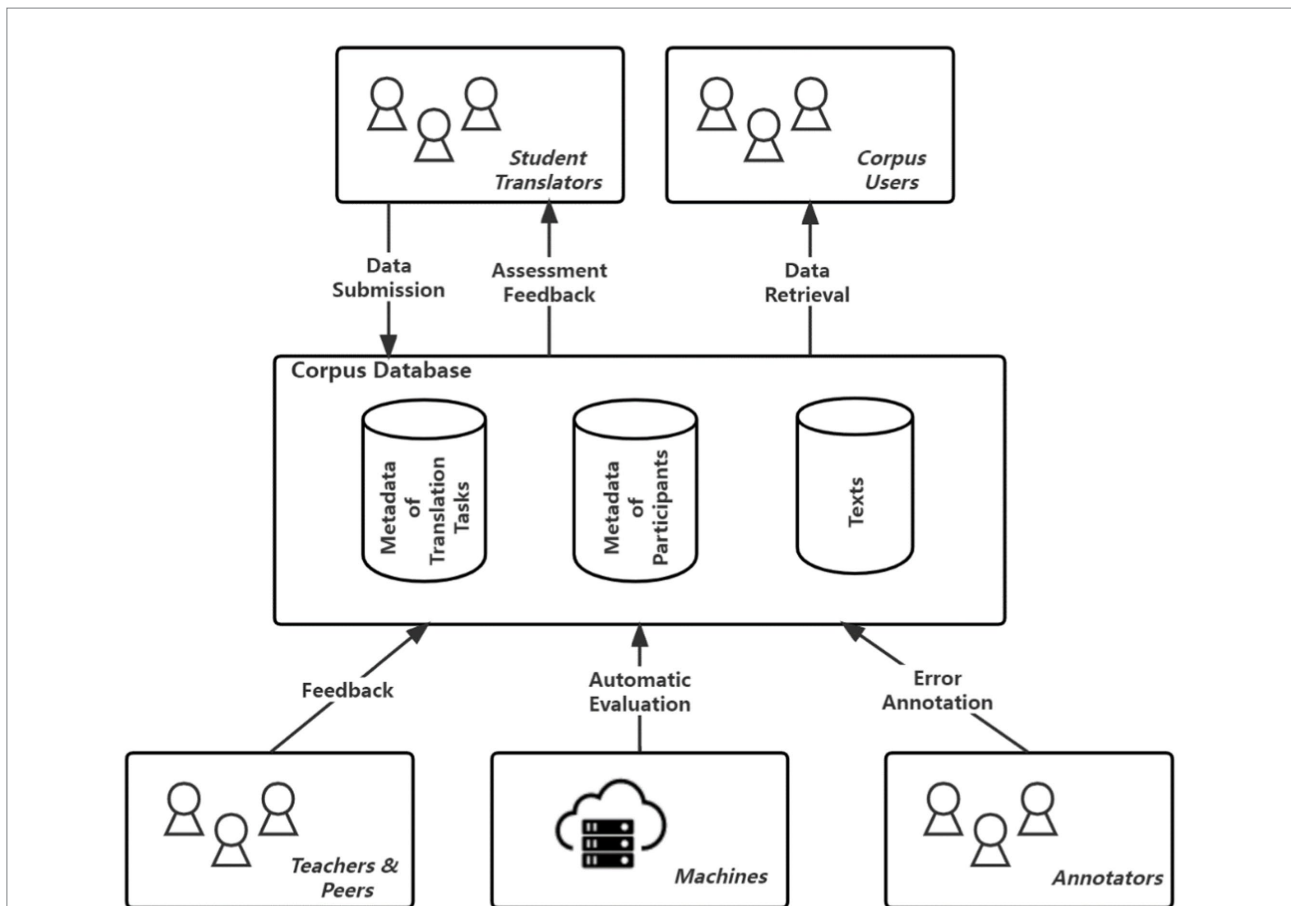 Student
Translators
Corpus
Users
Data
Submission
Assessment
Feedback
Data
Retrieval
Corpus Database
Metadata
of
Translation
Tasks
Metadata
of
Participants
Texts
Feedback
Automatic
Evaluation
Error
Annotation
Teachers &
Peers
Machines
Annotators